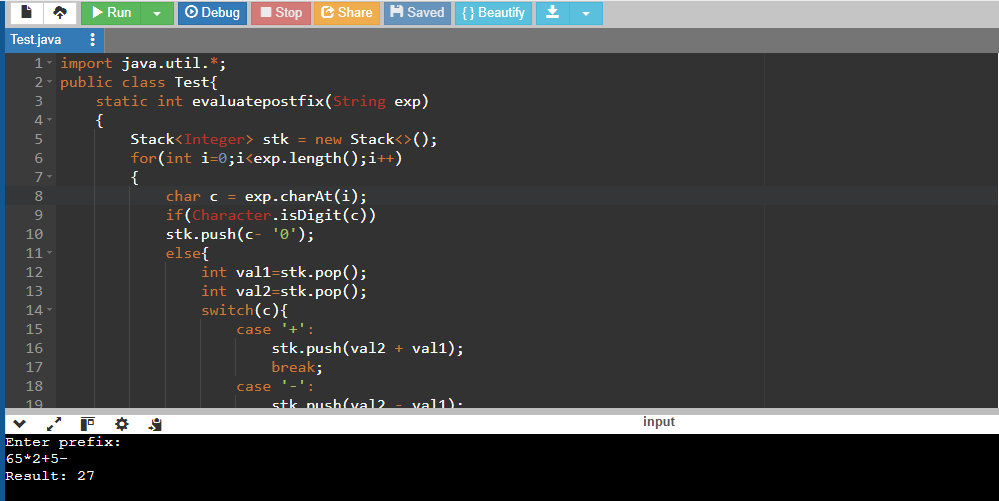 Run Debug Stop Share Saved { } Beautify
Test.java
1 import java.util.*;
2 public class Test{
3 static int evaluatepostfix(String exp)
4 {
5 Stack<Integer> stk = new Stack<>();
6 for(int i=0;i<exp.length();i++)
7 {
8 char c = exp.charAt(i);
9 if(Character.isDigit(c))
10 stk.push(c- '0');
11 else{
12 int val1=stk.pop();
13 int val2=stk.pop();
14 switch(c){
15 case '+':
16 stk.push(val2 + val1);
17 break;
18 case '-':
19 stk.push(val2 - val1);
input
Enter prefix:
65*2+5-
Result: 27